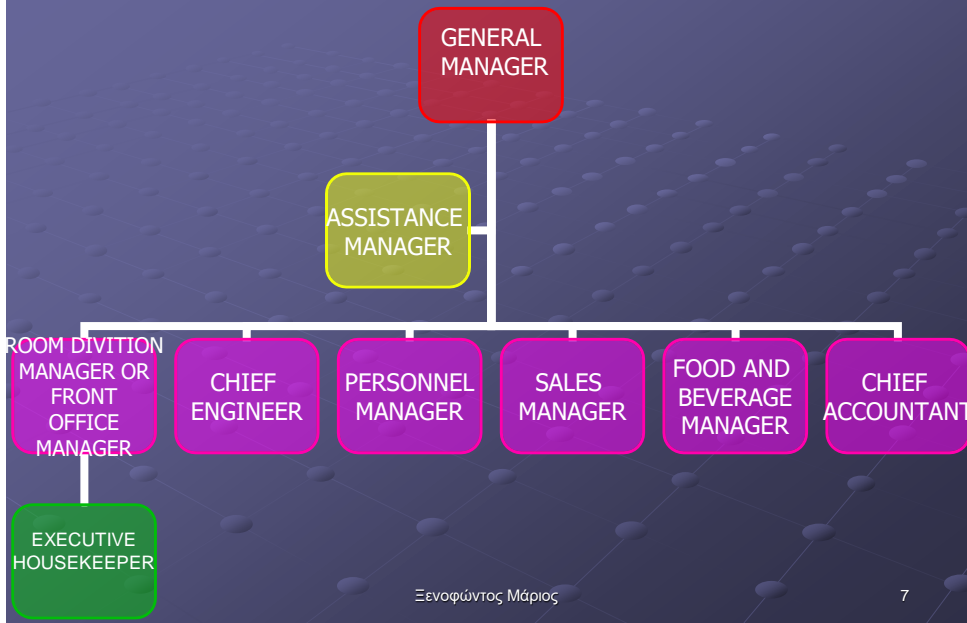 GENERAL
MANAGER
ASSISTANCE
MANAGER
ROOM DIVITION
MANAGER OR
FRONT
OFFICE
MANAGER
CHIEF
ENGINEER
PERSONNEL
MANAGER
SALES
MANAGER
FOOD AND
BEVERAGE
MANAGER
CHIEF
ACCOUNTANT
EXECUTIVE
HOUSEKEEPER
Ξενοφώντος Μάριος
7